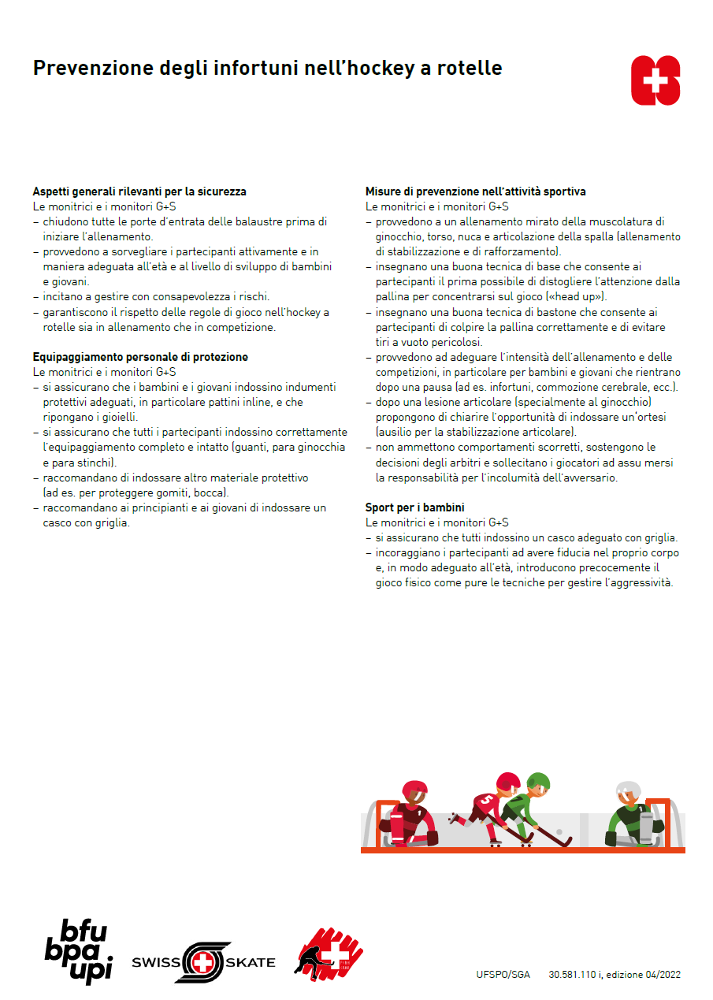 Prevenzione degli infortuni nell'hockey a rotelle
Aspetti generali rilevanti per la sicurezza
Le monitrici e i monitori G+S
– chiudono tutte le porte d'entrata delle balaustre prima di
iniziare l'allenamento.
– provvedono a sorvegliare i partecipanti attivamente e in
maniera adeguata all'età e al livello di sviluppo di bambini
e giovani.
– incitano a gestire con consapevolezza i rischi.
– garantiscono il rispetto delle regole di gioco nell'hockey a
rotelle sia in allenamento che in competizione.
Equipaggiamento personale di protezione
Le monitrici e i monitori G+S
– si assicurano che i bambini e i giovani indossino indumenti
protettivi adeguati, in particolare pattini inline, e che
ripongano i gioielli.
– si assicurano che tutti i partecipanti indossino correttamente
l'equipaggiamento completo e intatto (guanti, para ginocchia
e para stinchi).
– raccomandano di indossare altro materiale protettivo
(ad es. per proteggere gomiti, bocca).
– raccomandano ai principianti e ai giovani di indossare un
casco con griglia.
Misure di prevenzione nell'attività sportiva
Le monitrici e i monitori G+S
– provvedono a un allenamento mirato della muscolatura di
ginocchio, torso, nuca e articolazione della spalla (allenamento
di stabilizzazione e di rafforzamento).
– insegnano una buona tecnica di base che consente ai
partecipanti il prima possibile di distogliere l'attenzione dalla
pallina per concentrarsi sul gioco («head up»).
– insegnano una buona tecnica di bastone che consente ai
partecipanti di colpire la pallina correttamente e di evitare
tiri a vuoto pericolosi.
– provvedono ad adeguare l'intensità dell'allenamento e delle
competizioni, in particolare per bambini e giovani che rientrano
dopo una pausa (ad es. infortuni, commozione cerebrale, ecc.).
– dopo una lesione articolare (specialmente al ginocchio)
propongono di chiarire l'opportunità di indossare un'ortesi
(ausilio per la stabilizzazione articolare).
– non ammettono comportamenti scorretti, sostengono le
decisioni degli arbitri e sollecitano i giocatori ad assu mersi
la responsabilità per l'incolumità dell'avversario.
Sport per i bambini
Le monitrici e i monitori G+S
– si assicurano che tutti indossino un casco adeguato con griglia.
– incoraggiano i partecipanti ad avere fiducia nel proprio corpo
e, in modo adeguato all'età, introducono precocemente il
gioco fisico come pure le tecniche per gestire l'aggressività.
1
5
1
bfu
bpa
upi
SWISS SKATE
UFSPO/SGA 30.581.110 i, edizione 04/2022